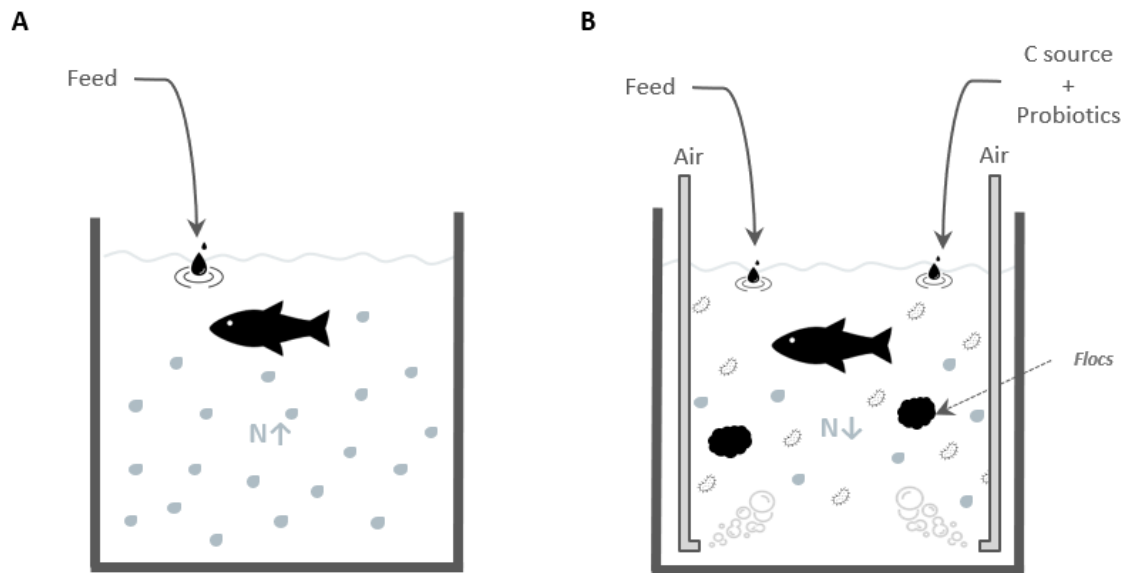 A
Feed
N↑
B
Feed
C source
+
Probiotics
Air
Air
Flocs
N↓